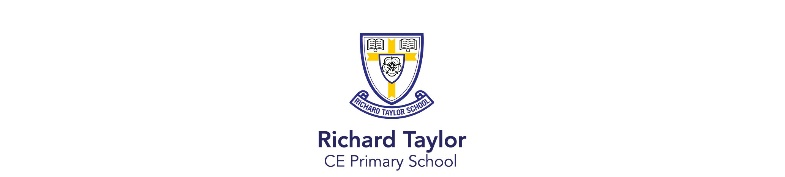 RICHARD TAYLOR SCHOOL
Richard Taylor
CE Primary School